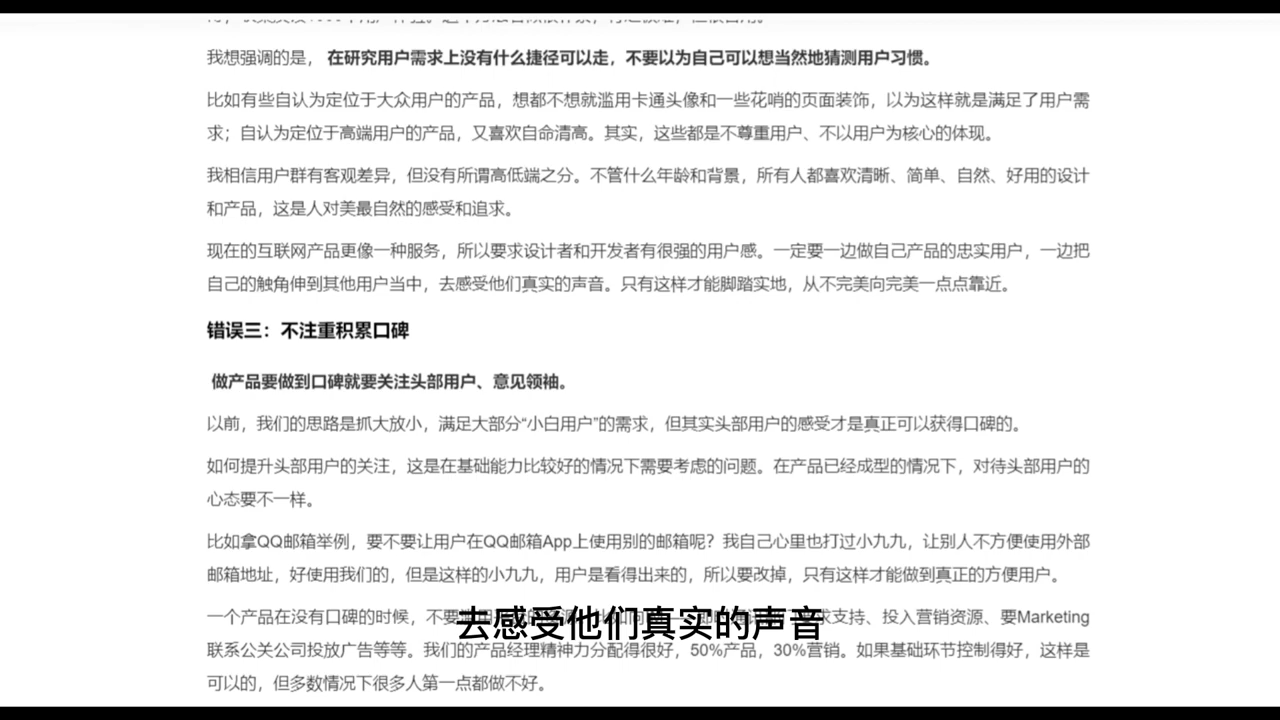 我想强调的是， 在研究用户需求上没有什么捷径可以走，不要以为自己可以想当然地猜测用户习惯。
比如有些自认为定位于大众用户的产品，想都不想就滥用卡通头像和一些花哨的页面装饰，以为这样就是满足了用户需
求；自认为定位于高端用户的产品，又喜欢自命清高。其实，这些都是不尊重用户、不以用户为核心的体现。
我相信用户群有客观差异，但没有所谓高低端之分。不管什么年龄和背景，所有人都喜欢清晰、简单、自然、好用的设计
和产品，这是人对美最自然的感受和追求。
现在的互联网产品更像一种服务，所以要求设计者和开发者有很强的用户感。一定要一边做自己产品的忠实用户，一边把
自己的触角伸到其他用户当中，去感受他们真实的声音。只有这样才能脚踏实地，从不完美向完美一点点靠近。
错误三：不注重积累口碑
做产品要做到口碑就要关注头部用户、意见领袖。
以前，我们的思路是抓大放小，满足大部分“小白用户”的需求，但其实头部用户的感受才是真正可以获得口碑的。
如何提升头部用户的关注，这是在基础能力比较好的情况下需要考虑的问题。在产品已经成型的情况下，对待头部用户的
心态要不一样。
比如拿QQ邮箱举例，要不要让用户在QQ邮箱App上使用别的邮箱呢？我自己心里也打过小九九，让别人不方便使用外部
邮箱地址，好使用我们的，但是这样的小九九，用户是看得出来的，所以要改掉，只有这样才能做到真正的方便用户。
一个产品在没有口碑的时候，不要 求支持、投入营销资源、要Marketing
去感受他们真实的声音
联系公关公司投放广告等等。我们的产品经理精神力分配得很好，50%产品，30%营销。如果基础环节控制得好，这样是
可以的，但多数情况下很多人第一点都做不好。